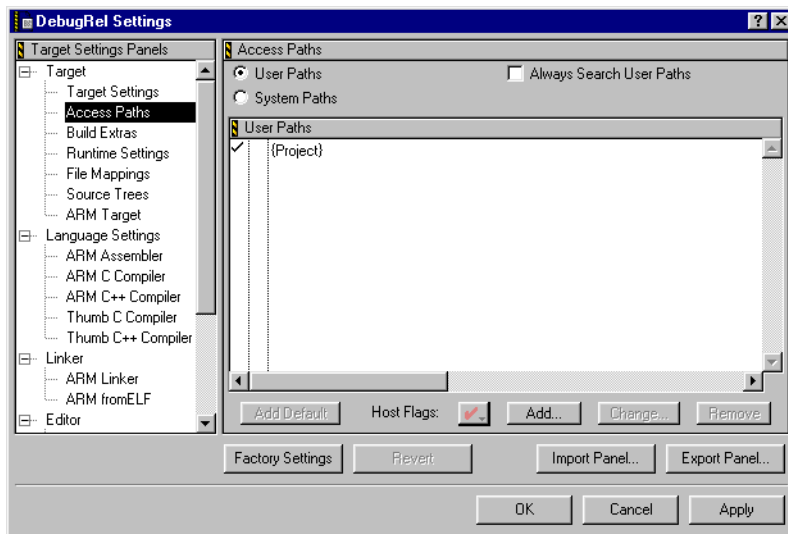 DebugRel Settings
Target Settings Panels
Target
Target Settings
Access Paths
Build Extras
Runtime Settings
File Mappings
Source Trees
ARM Target
Language Settings
ARM Assembler
ARM C Compiler
ARM C++ Compiler
Thumb C Compiler
Thumb C++ Compiler
Linker
ARM Linker
ARM fromELF
Editor
Access Paths
User Paths
Always Search User Paths
System Paths
User Paths
{Project}
Add Default
Host Flags:
Add...
Change...
Remove
Factory Settings
Revert
Import Panel...
Export Panel...
OK
Cancel
Apply